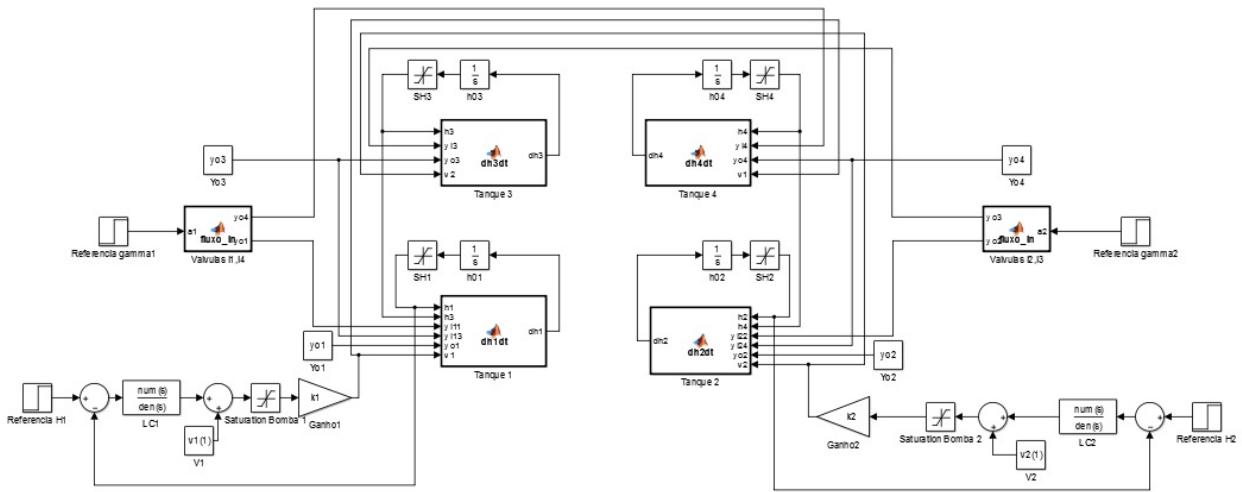 1
s
1
s
SH3
h03
h04
SH4
h3
y I3
y o3
v 2
dh3dt
dh3
dh4
dh4dt
h4
y I4
yo4
v1
yo3
Yo3
yo4
Yo4
Tanque 3
Tanque 4
Referencia gamma1
a1
fluxo_in
yo4
yo1
Valvulas I1,I4
yo3
yo2
fluxo_in
a2
Valvulas I2,I3
Referencia gamma2
1
s
1
s
SH1
h01
h02
SH2
h1
h3
y I11
y I13
y o1
v 1
dh1dt
dh1
dh2
dh2dt
h2
h4
y I22
y I24
yo2
v2
yo1
Yo1
yo2
Yo2
Tanque 1
Tanque 2
Referencia H1
num(s)
den(s)
LC1
v1(1)
V1
Saturation Bomba 1
k1
Ganho1
k2
Ganho2
Saturation Bomba 2
v2(1)
V2
num(s)
den(s)
LC2
Referencia H2